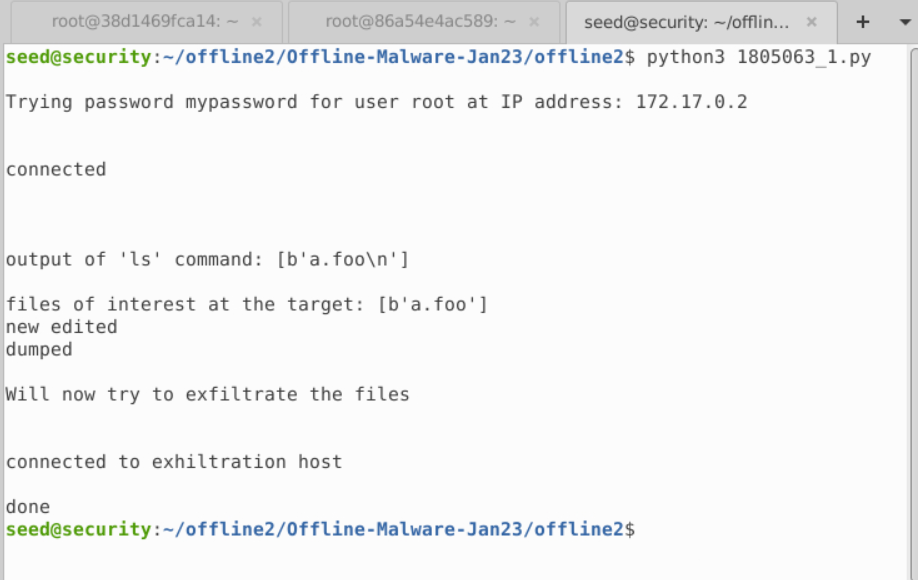 root@38d1469fca14: ~ × root@86a54e4ac589: ~ × seed@security: ~/offlin... × +
seed@security:~/offline2/Offline-Malware-Jan23/offline2$ python3 1805063_1.py
Trying password mypassword for user root at IP address: 172.17.0.2
connected
output of 'ls' command: [b'a.foo\n']
files of interest at the target: [b'a.foo']
new edited
dumped
Will now try to exfiltrate the files
connected to exhiltration host
done
seed@security:~/offline2/Offline-Malware-Jan23/offline2$